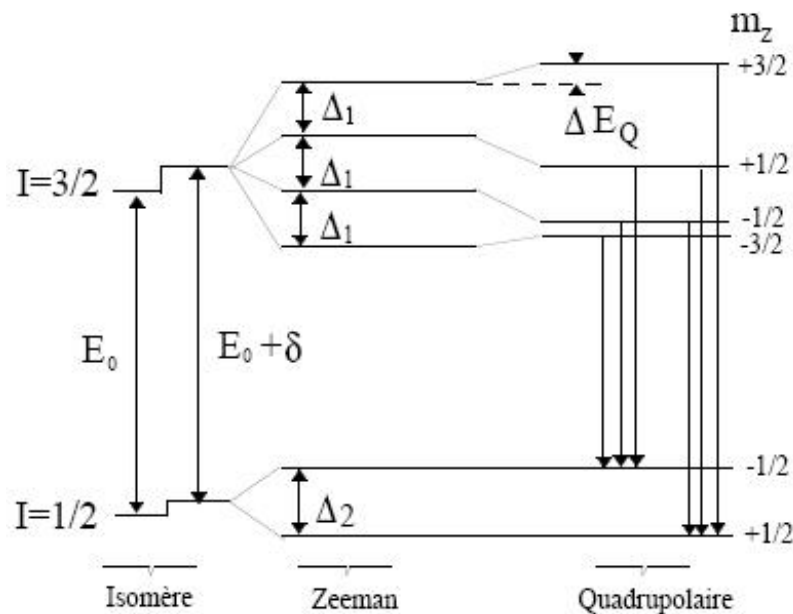 m_z
+3/2
Δ₁
Δ E_Q
+1/2
I=3/2
Δ₁
-1/2
Δ₁
-3/2
E₀
E₀+δ
-1/2
I=1/2
Δ₂
+1/2
Isomère
Zeeman
Quadrupolaire